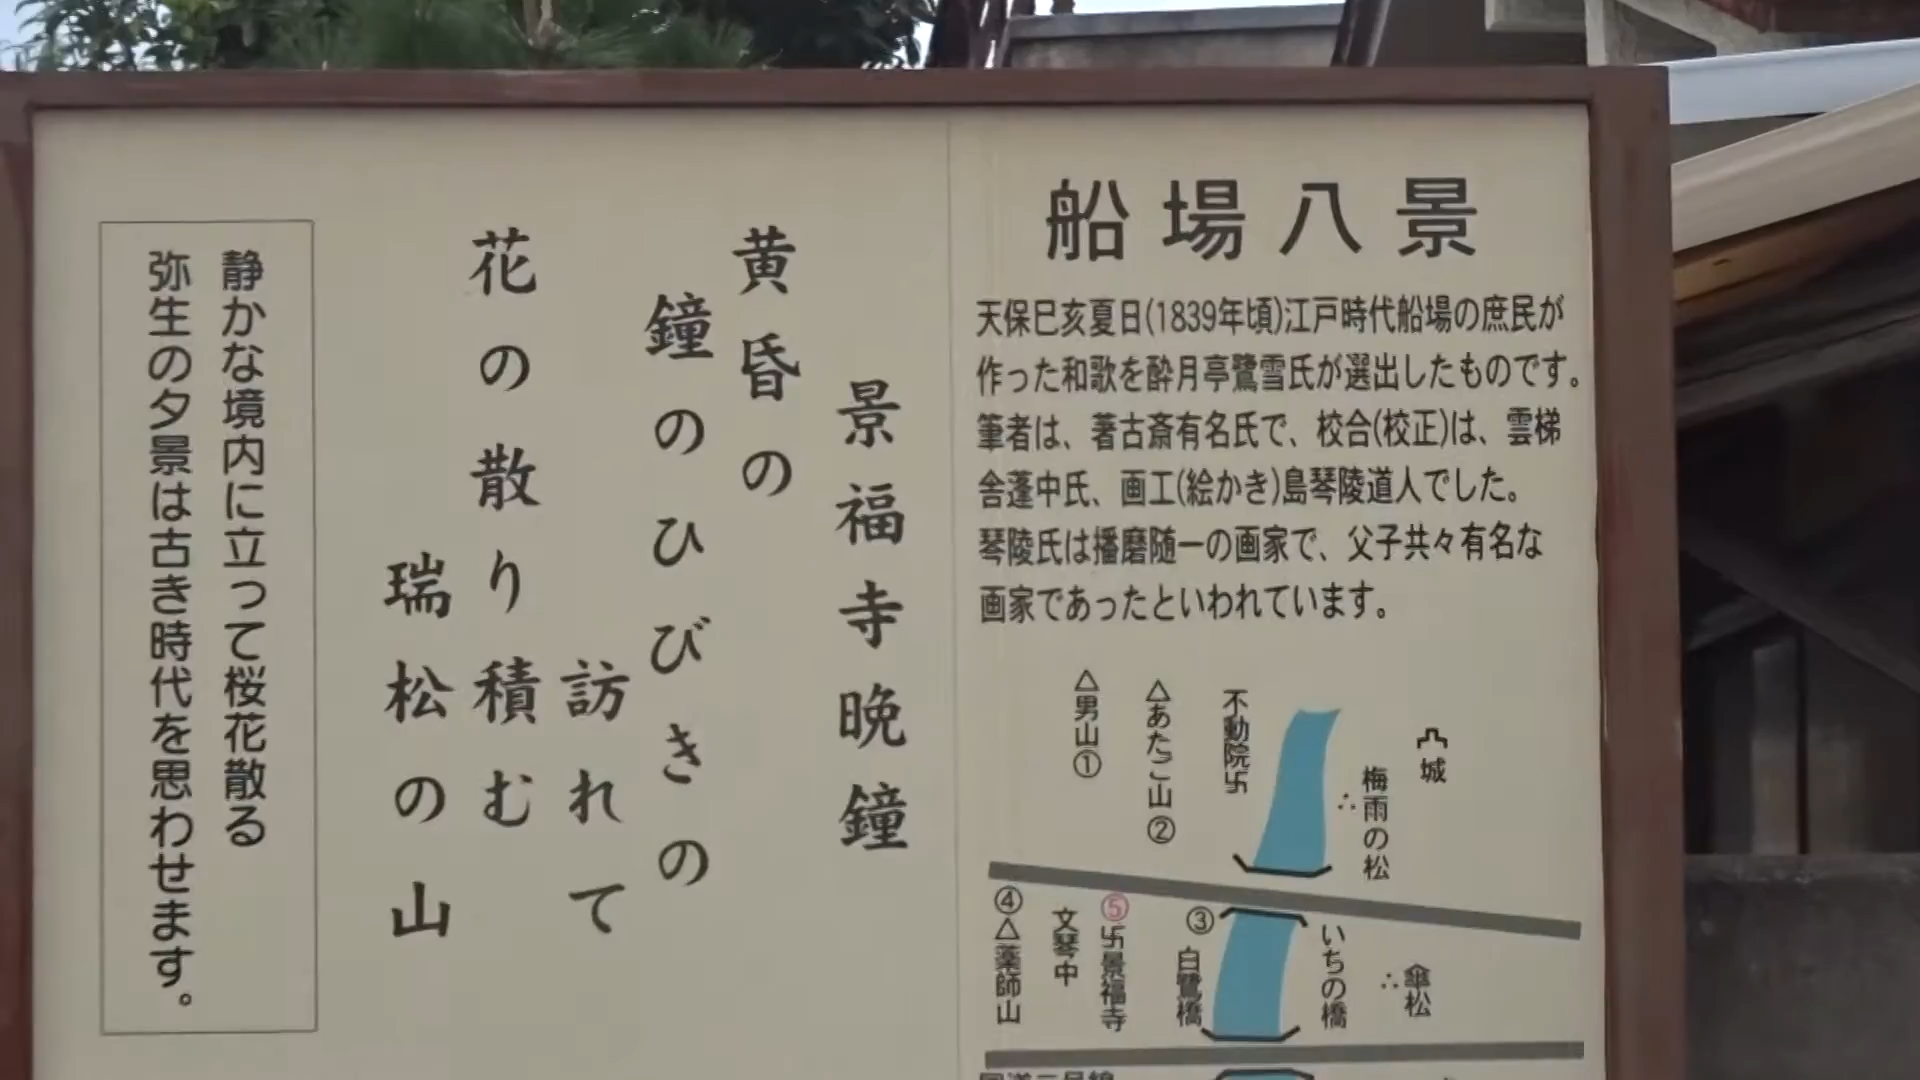 船場八景
天保巳亥夏日(1839年頃)江戸時代船場の庶民が
作った和歌を酔月亭鷺雪氏が選出したものです。
筆者は、著古斎有名氏で、校合(校正)は、雲梯
舎蓬中氏、画工(絵かき)島琴陵道人でした。
琴陵氏は播磨随一の画家で、父子共々有名な
画家であったといわれています。
城
梅雨の松
不動院卐
△あたご山②
△男山①
傘松
いちの橋
③白鷺橋
⑤卐景福寺
文琴中
④△薬師山
景福寺晩鐘
黄昏の
鐘のひびきの
訪れて
花の散り積む
瑞松の山
静かな境内に立って桜花散る
弥生の夕景は古き時代を思わせます。